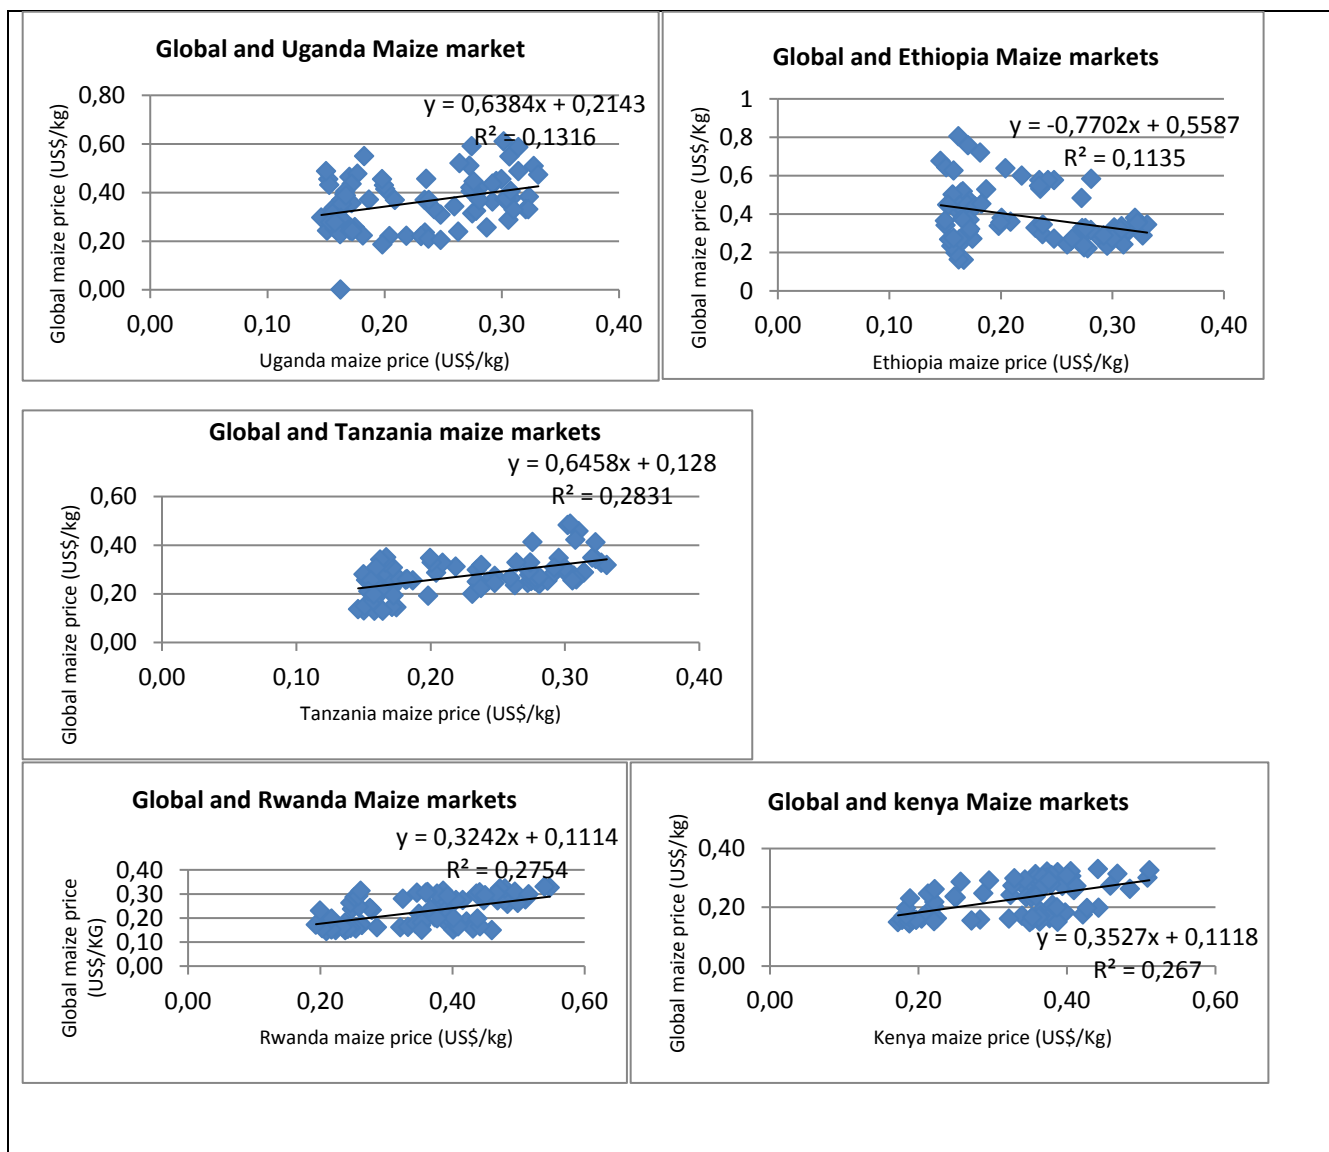 Global and Uganda Maize market
Global maize price (US$/kg)
y = 0,6384x + 0,2143
R² = 0,1316
0,80
0,60
0,40
0,20
0,00
0,00 0,10 0,20 0,30 0,40
Uganda maize price (US$/kg)
Global and Ethiopia Maize markets
Global maize price (US$/Kg)
y = -0,7702x + 0,5587
R² = 0,1135
1
0,8
0,6
0,4
0,2
0
0,00 0,10 0,20 0,30 0,40
Ethiopia maize price (US$/Kg)
Global and Tanzania maize markets
Global maize price (US$/kg)
y = 0,6458x + 0,128
R² = 0,2831
0,60
0,40
0,20
0,00
0,00 0,10 0,20 0,30 0,40
Tanzania maize price (US$/kg)
Global and Rwanda Maize markets
Global maize price
(US$/KG)
y = 0,3242x + 0,1114
R² = 0,2754
0,40
0,30
0,20
0,10
0,00
0,00 0,20 0,40 0,60
Rwanda maize price (US$/kg)
Global and kenya Maize markets
Global maize price (US$/kg)
0,40
0,20
0,00
y = 0,3527x + 0,1118
R² = 0,267
0,00 0,20 0,40 0,60
Kenya maize price (US$/Kg)